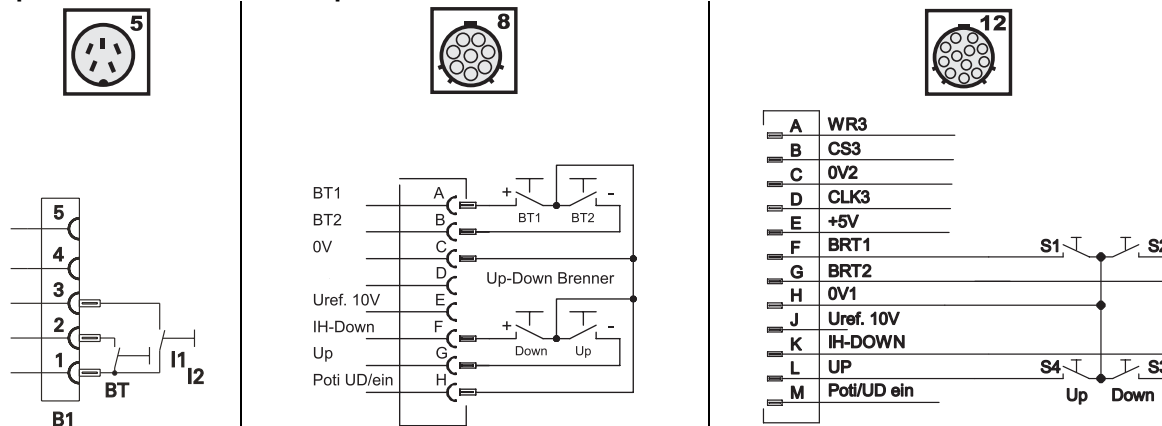 5
5
4
3
2
1
BT
I1
I2
B1
8
BT1
BT2
0V
Uref. 10V
IH-Down
Up
Poti UD/ein
A
B
C
D
E
F
G
H
+ -
BT1 BT2
Up-Down Brenner
+ -
Down Up
12
A WR3
B CS3
C 0V2
D CLK3
E +5V
F BRT1 S1 S2
G BRT2
H 0V1
J Uref. 10V
K IH-DOWN
L UP S4 S3
M Poti/UD ein Up Down